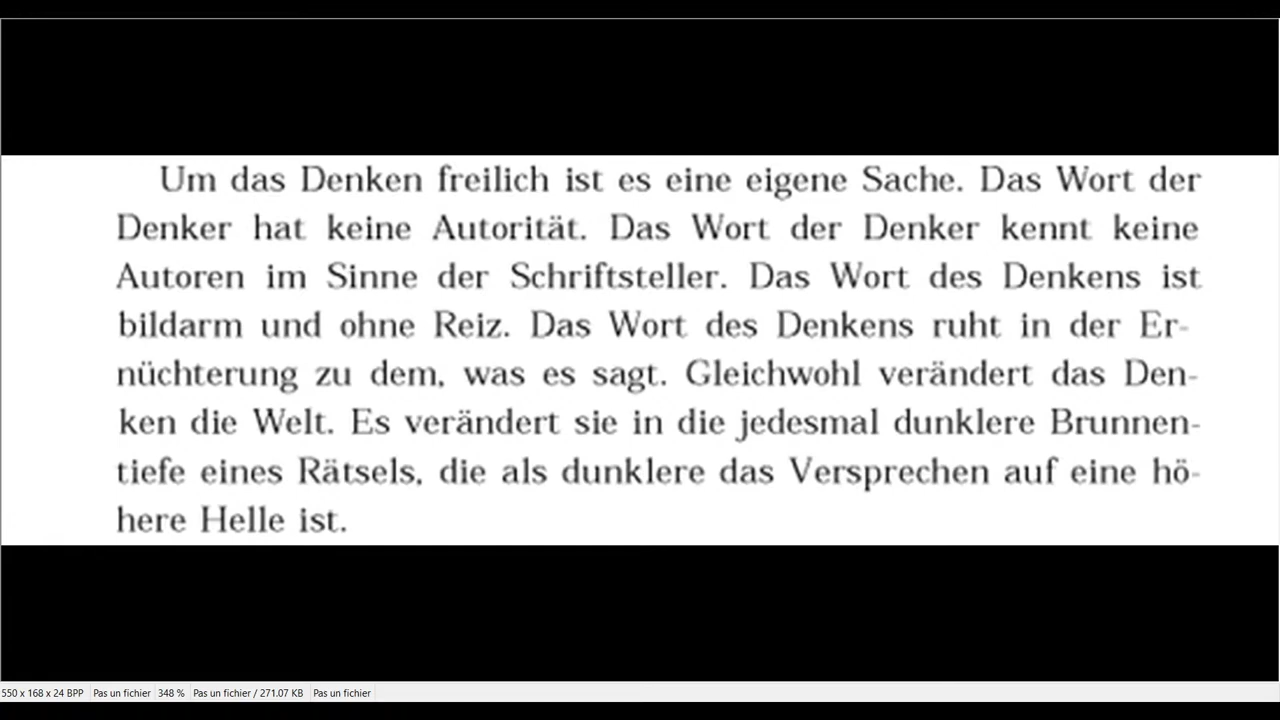 Um das Denken freilich ist es eine eigene Sache. Das Wort der
Denker hat keine Autorität. Das Wort der Denker kennt keine
Autoren im Sinne der Schriftsteller. Das Wort des Denkens ist
bildarm und ohne Reiz. Das Wort des Denkens ruht in der Er-
nüchterung zu dem, was es sagt. Gleichwohl verändert das Den-
ken die Welt. Es verändert sie in die jedesmal dunklere Brunnen-
tiefe eines Rätsels, die als dunklere das Versprechen auf eine hö-
here Helle ist.
550 x 168 x 24 BPP Pas un fichier 348 % Pas un fichier / 271.07 KB Pas un fichier